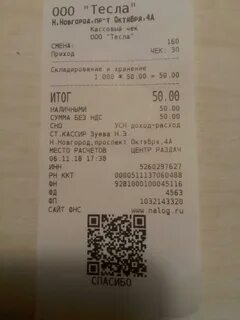 ООО "Тесла"
Н.Новгород,пр-т Октября,4А
Кассовый чек
ООО "Тесла"
СМЕНА: 160
Приход ЧЕК: 30
Складирование и хранение
1.000 * 50.00 = 50.00
ИТОГ 50.00
НАЛИЧНЫМИ 50.00
СУММА БЕЗ НДС 50.00
СНО УСН доход-расход
СТ.КАССИР Зуева Н.Э
Н.Новгород,проспект Октября,4А
МЕСТО РАСЧЕТОВ ЦЕНТР РАЗДАЧ
06.11.18 17:38
ИНН 5260297627
РН ККТ 0000511137060488
ФН 9281000100045116
ФД 4563
ФП 1032143320
САЙТ ФНС www.nalog.ru
СПАСИБО